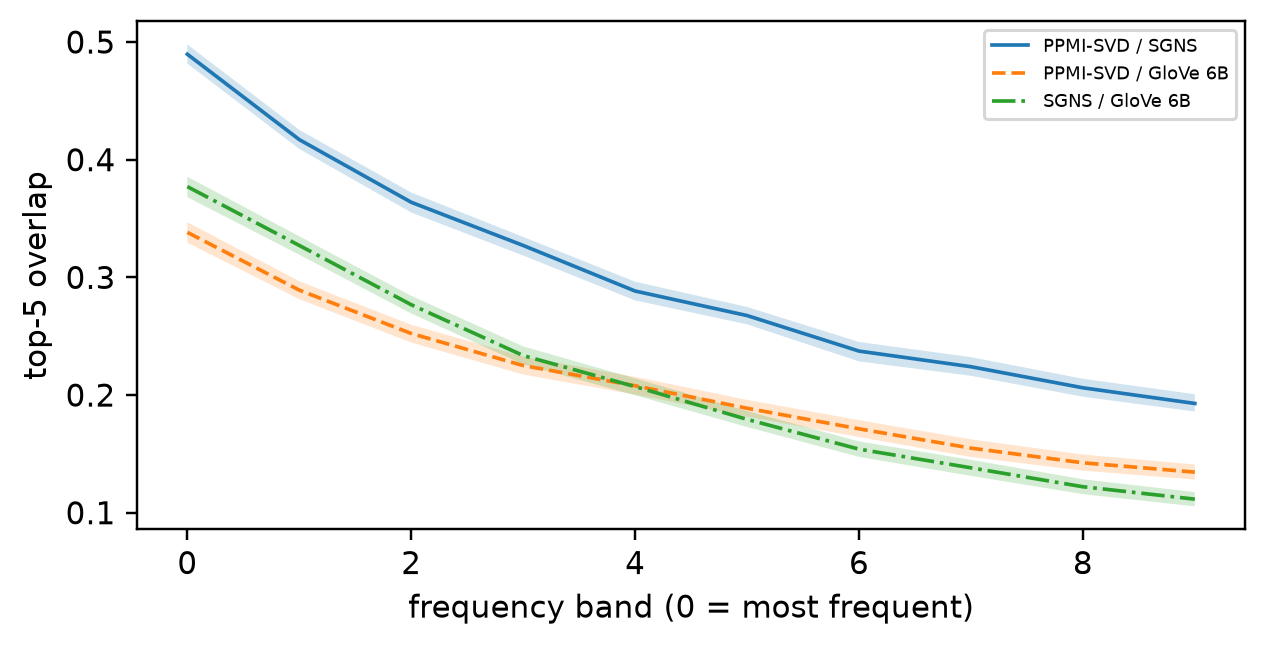 0.5
0.4
0.3
0.2
0.1
top-5 overlap
PPMI-SVD / SGNS
PPMI-SVD / GloVe 6B
SGNS / GloVe 6B
0 2 4 6 8
frequency band (0 = most frequent)